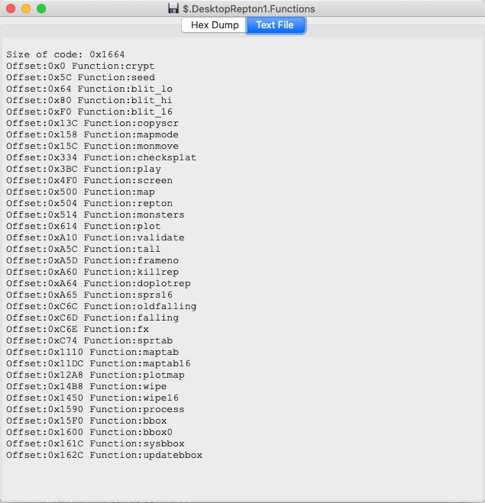 $.DesktopRepton1.Functions
Hex Dump Text File
Size of code: 0x1664
Offset:0x0 Function:crypt
Offset:0x5C Function:seed
Offset:0x64 Function:blit_lo
Offset:0x80 Function:blit_hi
Offset:0xF0 Function:blit_l6
Offset:0x13C Function:copyscr
Offset:0x158 Function:mapmode
Offset:0x15C Function:monmove
Offset:0x334 Function:checksplat
Offset:0x3BC Function:play
Offset:0x4F0 Function:screen
Offset:0x500 Function:map
Offset:0x504 Function:repton
Offset:0x514 Function:monsters
Offset:0x614 Function:plot
Offset:0xA10 Function:validate
Offset:0xA5C Function:tall
Offset:0xA5D Function:frameno
Offset:0xA60 Function:killrep
Offset:0xA64 Function:doplotrep
Offset:0xA65 Function:sprs16
Offset:0xC6C Function:oldfalling
Offset:0xC6D Function:falling
Offset:0xC6E Function:fx
Offset:0xC74 Function:sprtab
Offset:0x1110 Function:maptab
Offset:0x11DC Function:maptab16
Offset:0x12A8 Function:plotmap
Offset:0x14B8 Function:wipe
Offset:0x1450 Function:wipe16
Offset:0x1590 Function:process
Offset:0x15F0 Function:bbox
Offset:0x1600 Function:bbox0
Offset:0x161C Function:sysbbox
Offset:0x162C Function:updatebbox